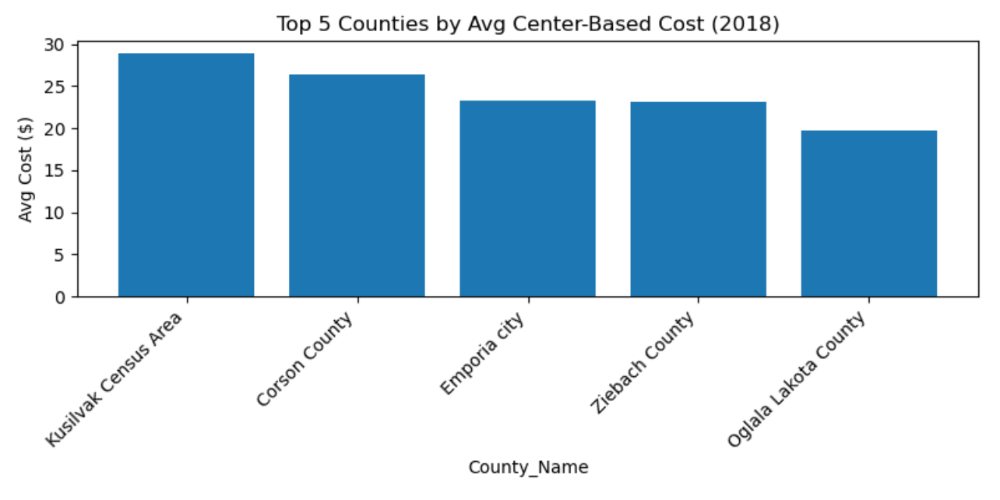 Top 5 Counties by Avg Center-Based Cost (2018)
Avg Cost ($)
30
25
20
15
10
5
0
Kusilvak Census Area
Corson County
Emporia city
Ziebach County
Oglala Lakota County
County_Name